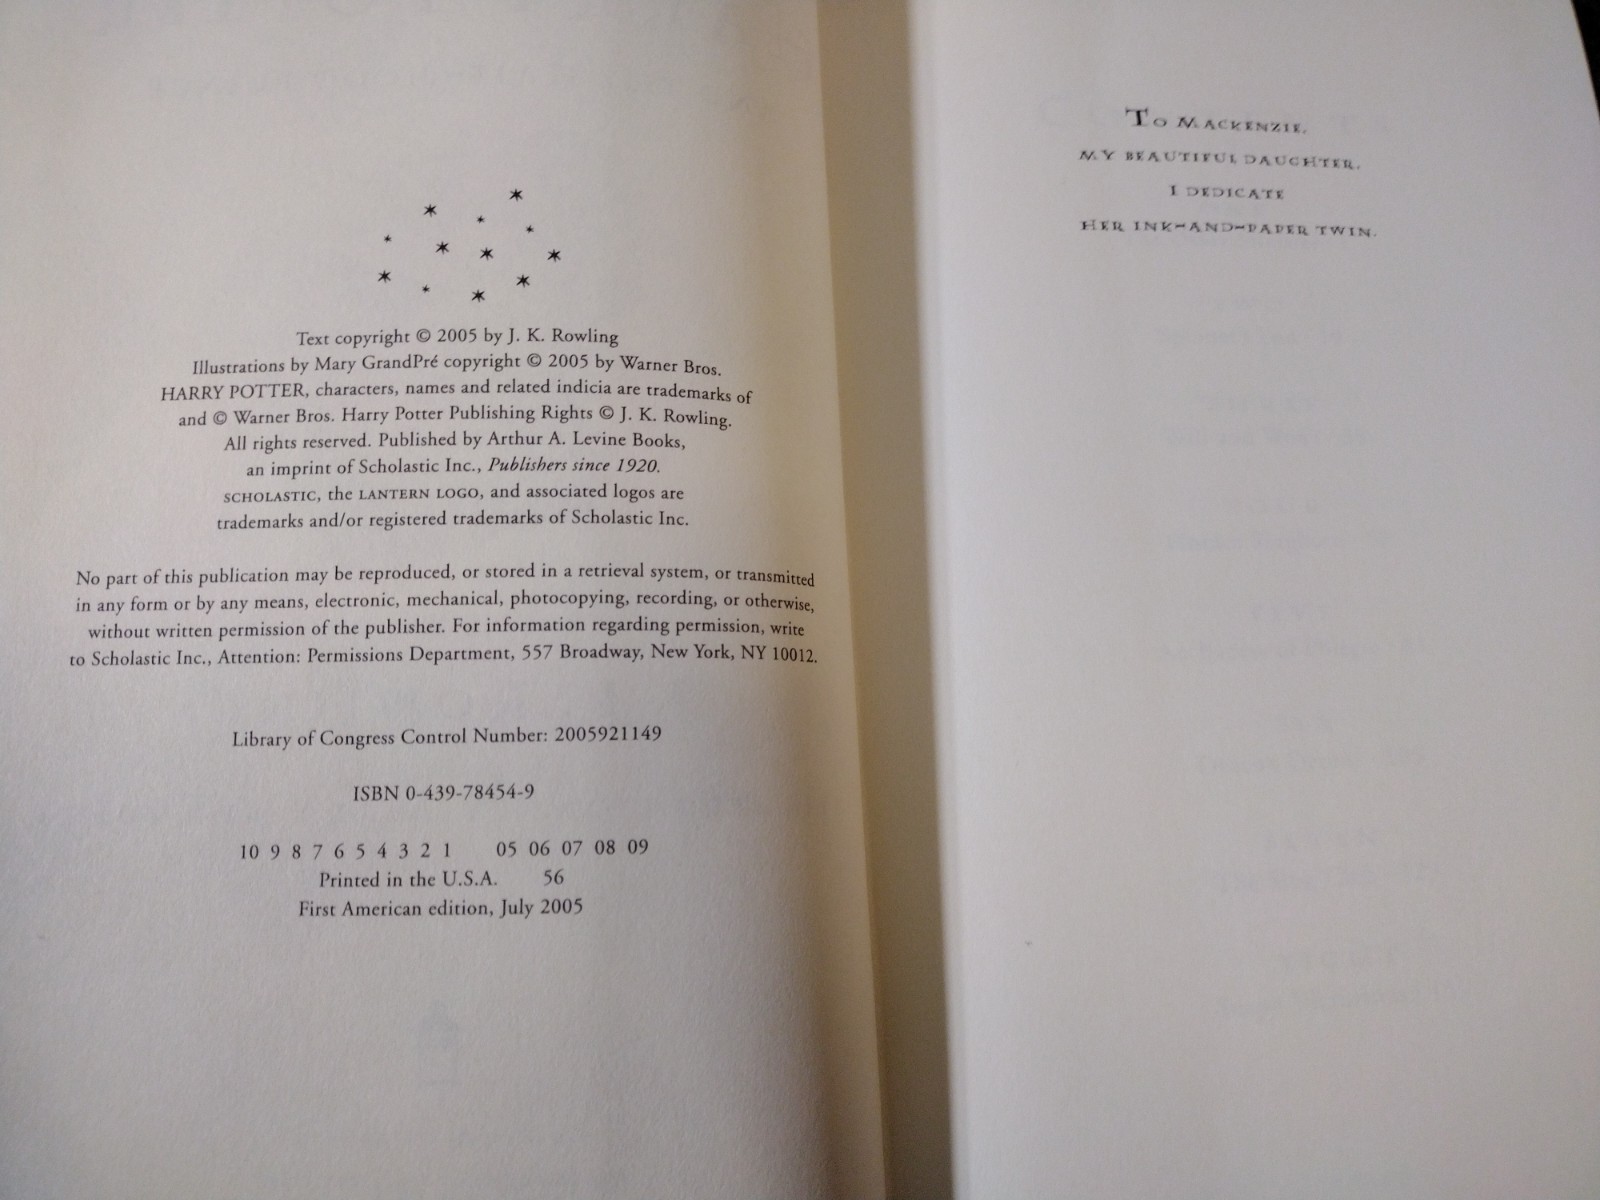 Text copyright © 2005 by J. K. Rowling
Illustrations by Mary GrandPré copyright © 2005 by Warner Bros.
HARRY POTTER, characters, names and related indicia are trademarks of
and © Warner Bros. Harry Potter Publishing Rights © J. K. Rowling.
All rights reserved. Published by Arthur A. Levine Books,
an imprint of Scholastic Inc., Publishers since 1920.
SCHOLASTIC, the LANTERN LOGO, and associated logos are
trademarks and/or registered trademarks of Scholastic Inc.
No part of this publication may be reproduced, or stored in a retrieval system, or transmitted
in any form or by any means, electronic, mechanical, photocopying, recording, or otherwise,
without written permission of the publisher. For information regarding permission, write
to Scholastic Inc., Attention: Permissions Department, 557 Broadway, New York, NY 10012.
Library of Congress Control Number: 2005921149
ISBN 0-439-78454-9
10 9 8 7 6 5 4 3 2 1 05 06 07 08 09
Printed in the U.S.A. 56
First American edition, July 2005
TO MACKENZIE,
MY BEAUTIFUL DAUGHTER,
I DEDICATE
HER INK-AND-PAPER TWIN.